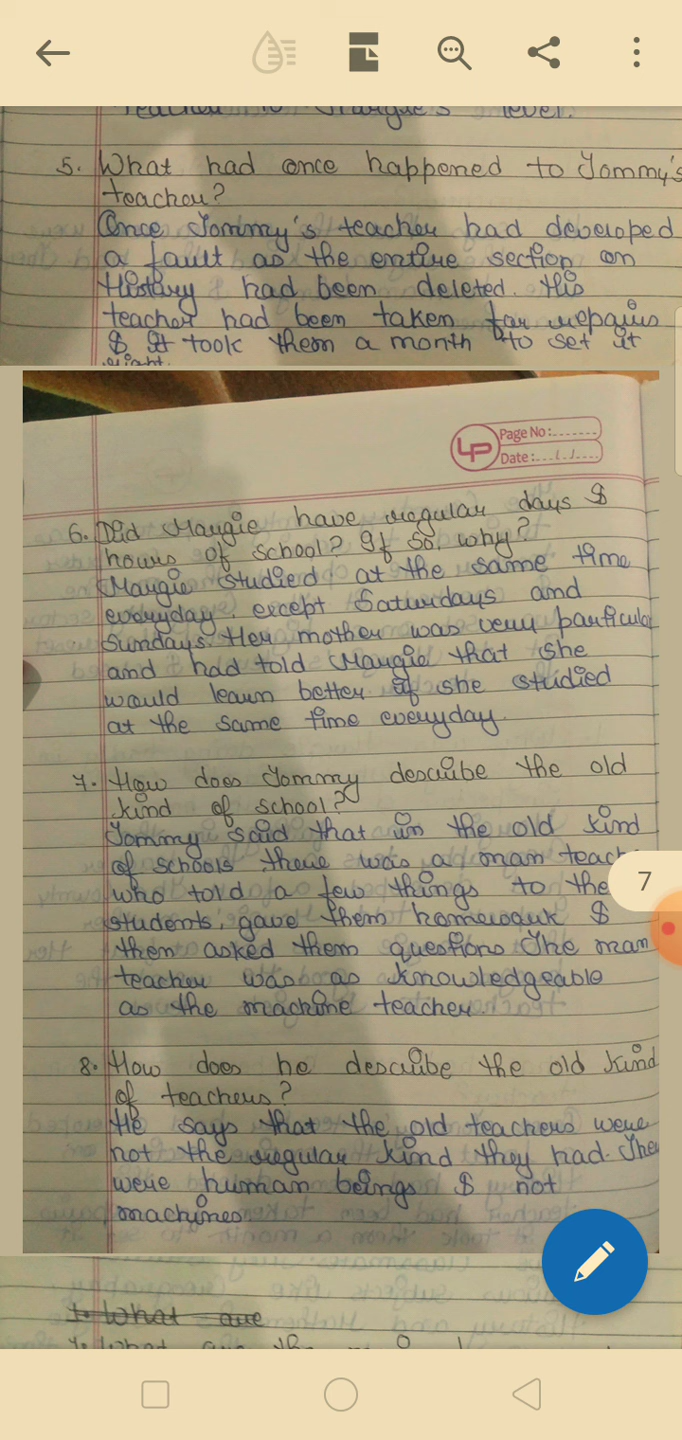 5. What had once happened to Tommy's
teacher?
Once Tommy's teacher had developed
a fault as the entire section on
History had been deleted. This
teacher had been taken for repairs
& It took them a month to set it
right.
LP
Page No:.......
Date:.../../....
6. Did Margie have regular days &
hours of school? If so, why?
Margie studied at the same time
everyday, except Saturdays and
Sundays. Her mother was very particular
and had told Margie that she
would learn better if she studied
at the same time everyday.
7. How does Tommy describe the old
kind of school?
Tommy said that in the old kind
of schools there was a man teach
who told a few things to the
7
students, gave them homework &
then asked them questions. The man
teacher was as knowledgeable
as the machine teacher.
8. How does he describe the old kind
of teachers?
He says that the old teachers were
not the regular kind they had. The
were human beings & not
machines
1. What are